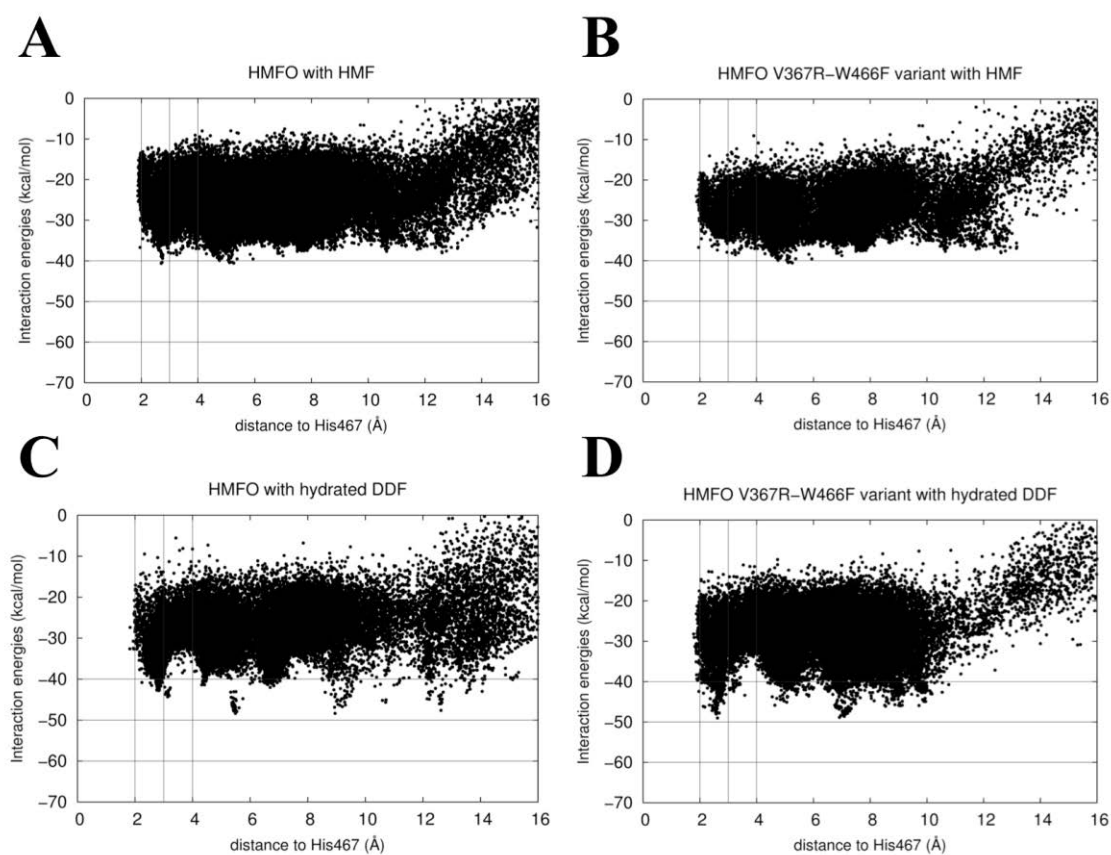 A
HMFO with HMF
Interaction energies (kcal/mol)
0
−10
−20
−30
−40
−50
−60
−70
0 2 4 6 8 10 12 14 16
distance to His467 (Å)
B
HMFO V367R−W466F variant with HMF
Interaction energies (kcal/mol)
0
−10
−20
−30
−40
−50
−60
−70
0 2 4 6 8 10 12 14 16
distance to His467 (Å)
C
HMFO with hydrated DDF
Interaction energies (kcal/mol)
0
−10
−20
−30
−40
−50
−60
−70
0 2 4 6 8 10 12 14 16
distance to His467 (Å)
D
HMFO V367R−W466F variant with hydrated DDF
Interaction energies (kcal/mol)
0
−10
−20
−30
−40
−50
−60
−70
0 2 4 6 8 10 12 14 16
distance to His467 (Å)